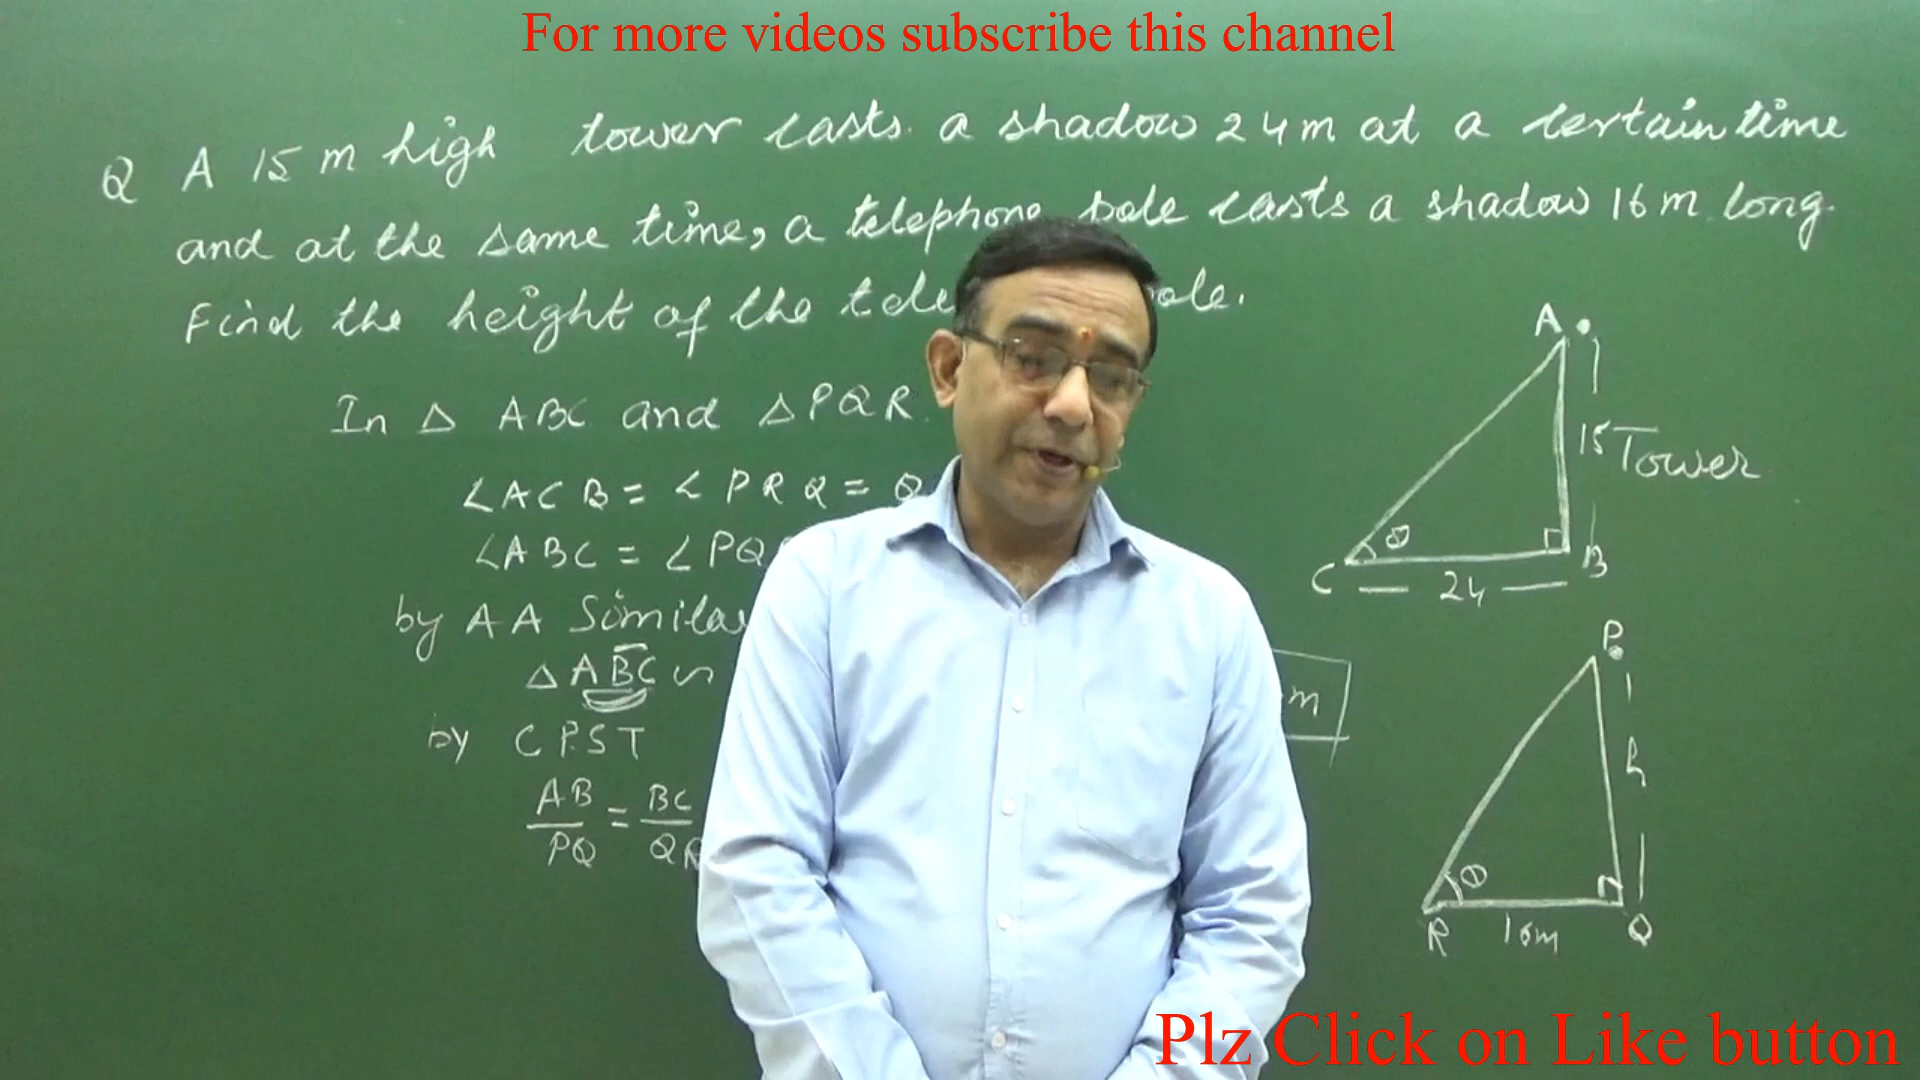 For more videos subscribe this channel
Q A 15 m high tower casts a shadow 24m at a certain time
and at the same time, a telephone pole casts a shadow 16 m long.
Find the height of the tele ole.
In △ ABC and △PQR
∠ACB = ∠PRQ =
∠ABC = ∠PQ
by AA Similar
△ABC ~
by CPST
AB/PQ = BC/QR
m
A
15 Tower
θ
C 24 B
P
h
θ
R 16m Q
Plz Click on Like button